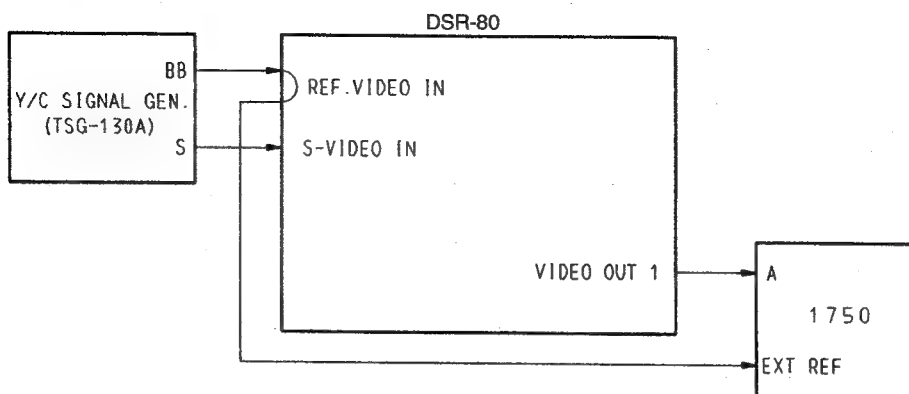 DSR-80
BB
Y/C SIGNAL GEN.
(TSG-130A)
S
REF.VIDEO IN
S-VIDEO IN
VIDEO OUT 1
A
1750
EXT REF